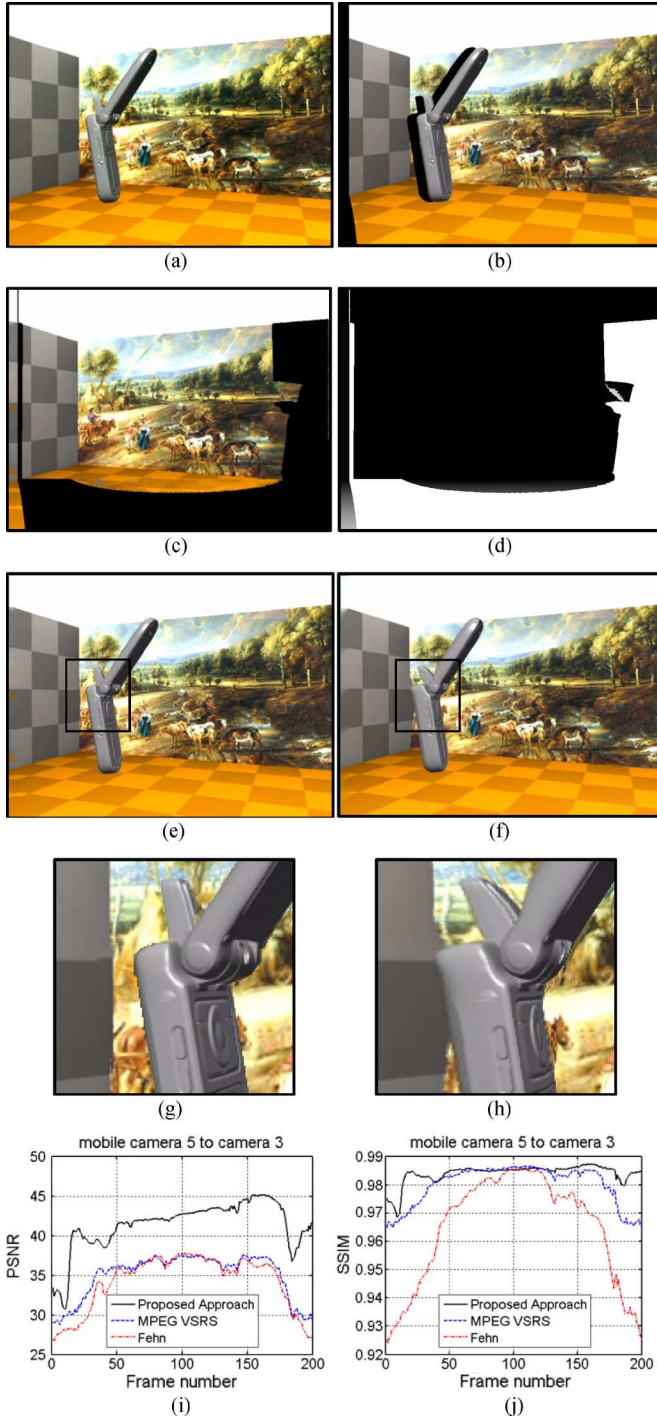 (a)
(b)
(c)
(d)
(e)
(f)
(g)
(h)
mobile camera 5 to camera 3
50
45
40
35
30
25
PSNR
Proposed Approach
MPEG VSRS
Fehn
0
50
100
150
200
Frame number
(i)
mobile camera 5 to camera 3
0.99
0.98
0.97
0.96
0.95
0.94
0.93
0.92
SSIM
Proposed Approach
MPEG VSRS
Fehn
0
50
100
150
200
Frame number
(j)